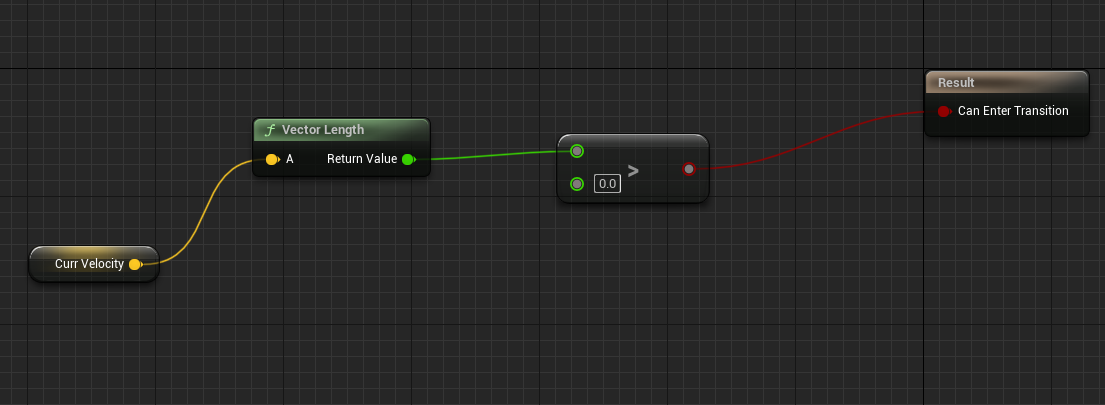 Result
Can Enter Transition
f Vector Length
A Return Value
>
0.0
Curr Velocity